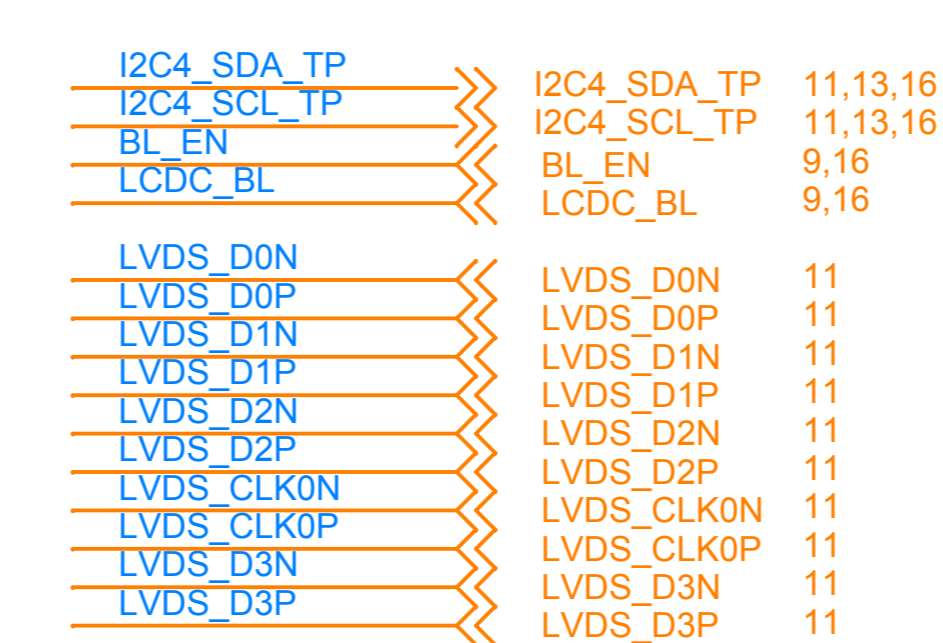 I2C4_SDA_TP I2C4_SDA_TP 11,13,16
I2C4_SCL_TP I2C4_SCL_TP 11,13,16
BL_EN BL_EN 9,16
LCDC_BL LCDC_BL 9,16
LVDS_D0N LVDS_D0N 11
LVDS_D0P LVDS_D0P 11
LVDS_D1N LVDS_D1N 11
LVDS_D1P LVDS_D1P 11
LVDS_D2N LVDS_D2N 11
LVDS_D2P LVDS_D2P 11
LVDS_CLK0N LVDS_CLK0N 11
LVDS_CLK0P LVDS_CLK0P 11
LVDS_D3N LVDS_D3N 11
LVDS_D3P LVDS_D3P 11